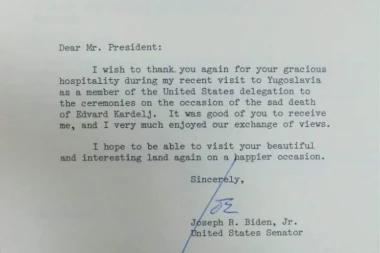 Dear Mr. President:
I wish to thank you again for your gracious
hospitality during my recent visit to Yugoslavia
as a member of the United States delegation to
the ceremonies on the occasion of the sad death
of Edvard Kardelj. It was good of you to receive
me, and I very much enjoyed our exchange of views.
I hope to be able to visit your beautiful
and interesting land again on a happier occasion.
Sincerely,
Joseph R. Biden, Jr.
United States Senator